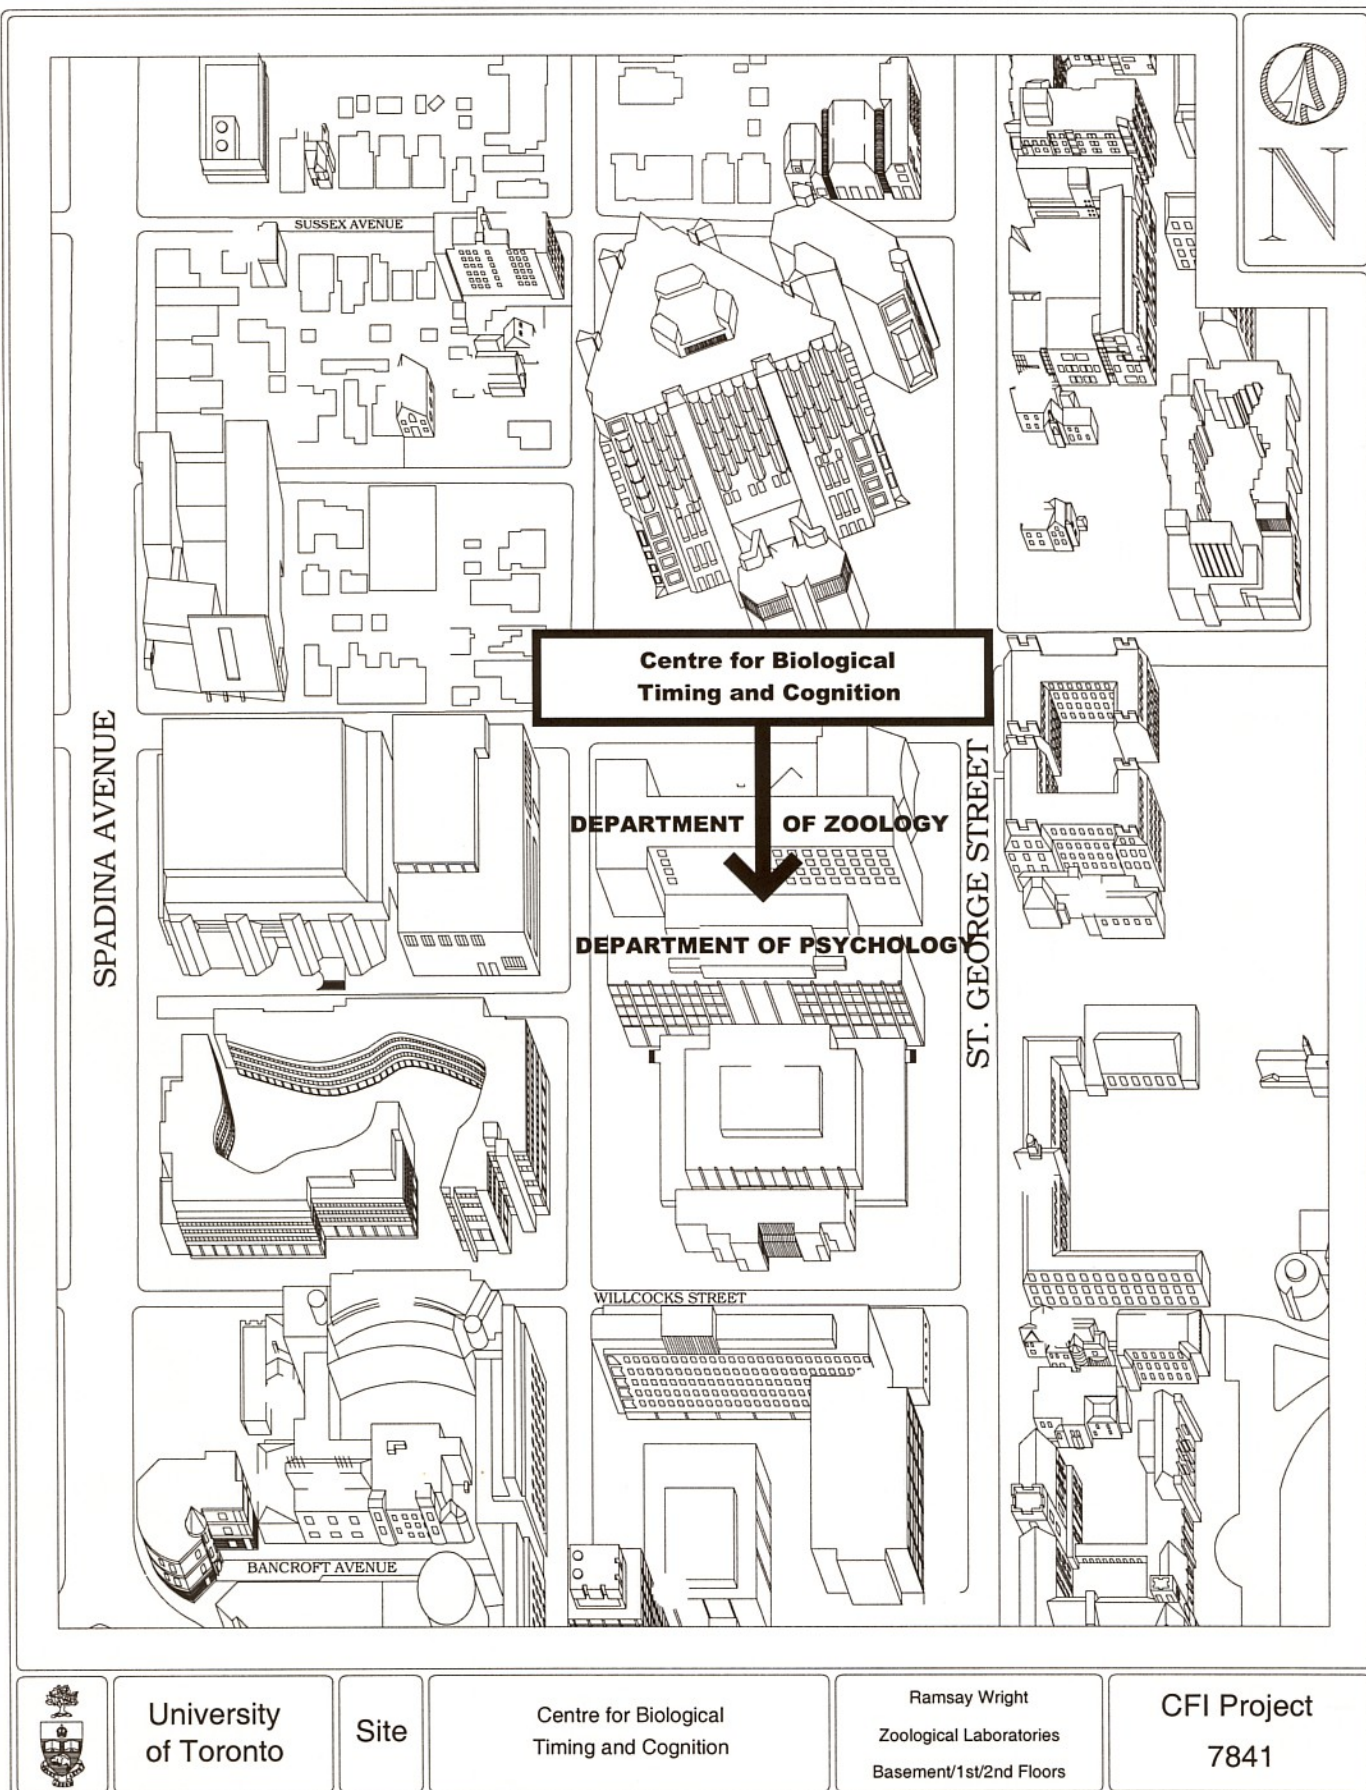 N
SUSSEX AVENUE
Centre for Biological
Timing and Cognition
SPADINA AVENUE
DEPARTMENT OF ZOOLOGY
ST. GEORGE STREET
DEPARTMENT OF PSYCHOLOGY
WILLCOCKS STREET
BANCROFT AVENUE
University
of Toronto
Site
Centre for Biological
Timing and Cognition
Ramsay Wright
Zoological Laboratories
Basement/1st/2nd Floors
CFI Project
7841